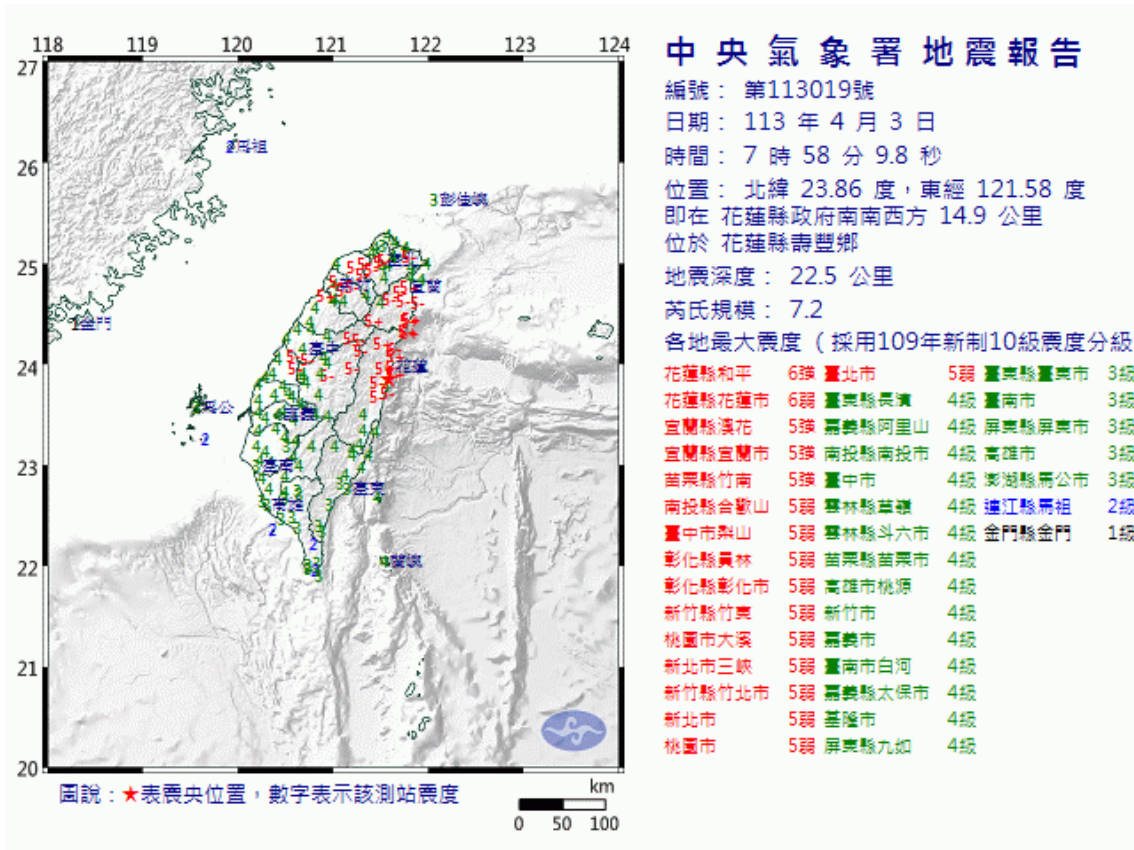 中央氣象署地震報告
編號： 第113019號
日期： 113 年 4 月 3 日
時間： 7 時 58 分 9.8 秒
位置： 北緯 23.86 度，東經 121.58 度
即在 花蓮縣政府南南西方 14.9 公里
位於 花蓮縣壽豐鄉
地震深度： 22.5 公里
芮氏規模： 7.2
各地最大震度 ( 採用109年新制10級震度分級
花蓮縣和平 6強 臺北市 5弱 臺東縣臺東市 3級
花蓮縣花蓮市 6弱 臺東縣長濱 4級 臺南市 3級
宜蘭縣澳花 5強 嘉義縣阿里山 4級 屏東縣屏東市 3級
宜蘭縣宜蘭市 5強 南投縣南投市 4級 高雄市 3級
苗栗縣竹南 5強 臺中市 4級 澎湖縣馬公市 3級
南投縣合歡山 5弱 雲林縣草嶺 4級 連江縣馬祖 2級
臺中市梨山 5弱 雲林縣斗六市 4級 金門縣金門 1級
彰化縣員林 5弱 苗栗縣苗栗市 4級
彰化縣彰化市 5弱 高雄市桃源 4級
新竹縣竹東 5弱 新竹市 4級
桃園市大溪 5弱 嘉義市 4級
新北市三峽 5弱 臺南市白河 4級
新竹縣竹北市 5弱 嘉義縣太保市 4級
新北市 5弱 基隆市 4級
桃園市 5弱 屏東縣九如 4級
118 119 120 121 122 123 124
27
26
25
24
23
22
21
20
2馬祖
3彭佳嶼
宜蘭
金門
臺中
花蓮
馬公
2
臺南
臺東
2
2
蘭嶼
圖說：★表震央位置，數字表示該測站震度
km
0 50 100